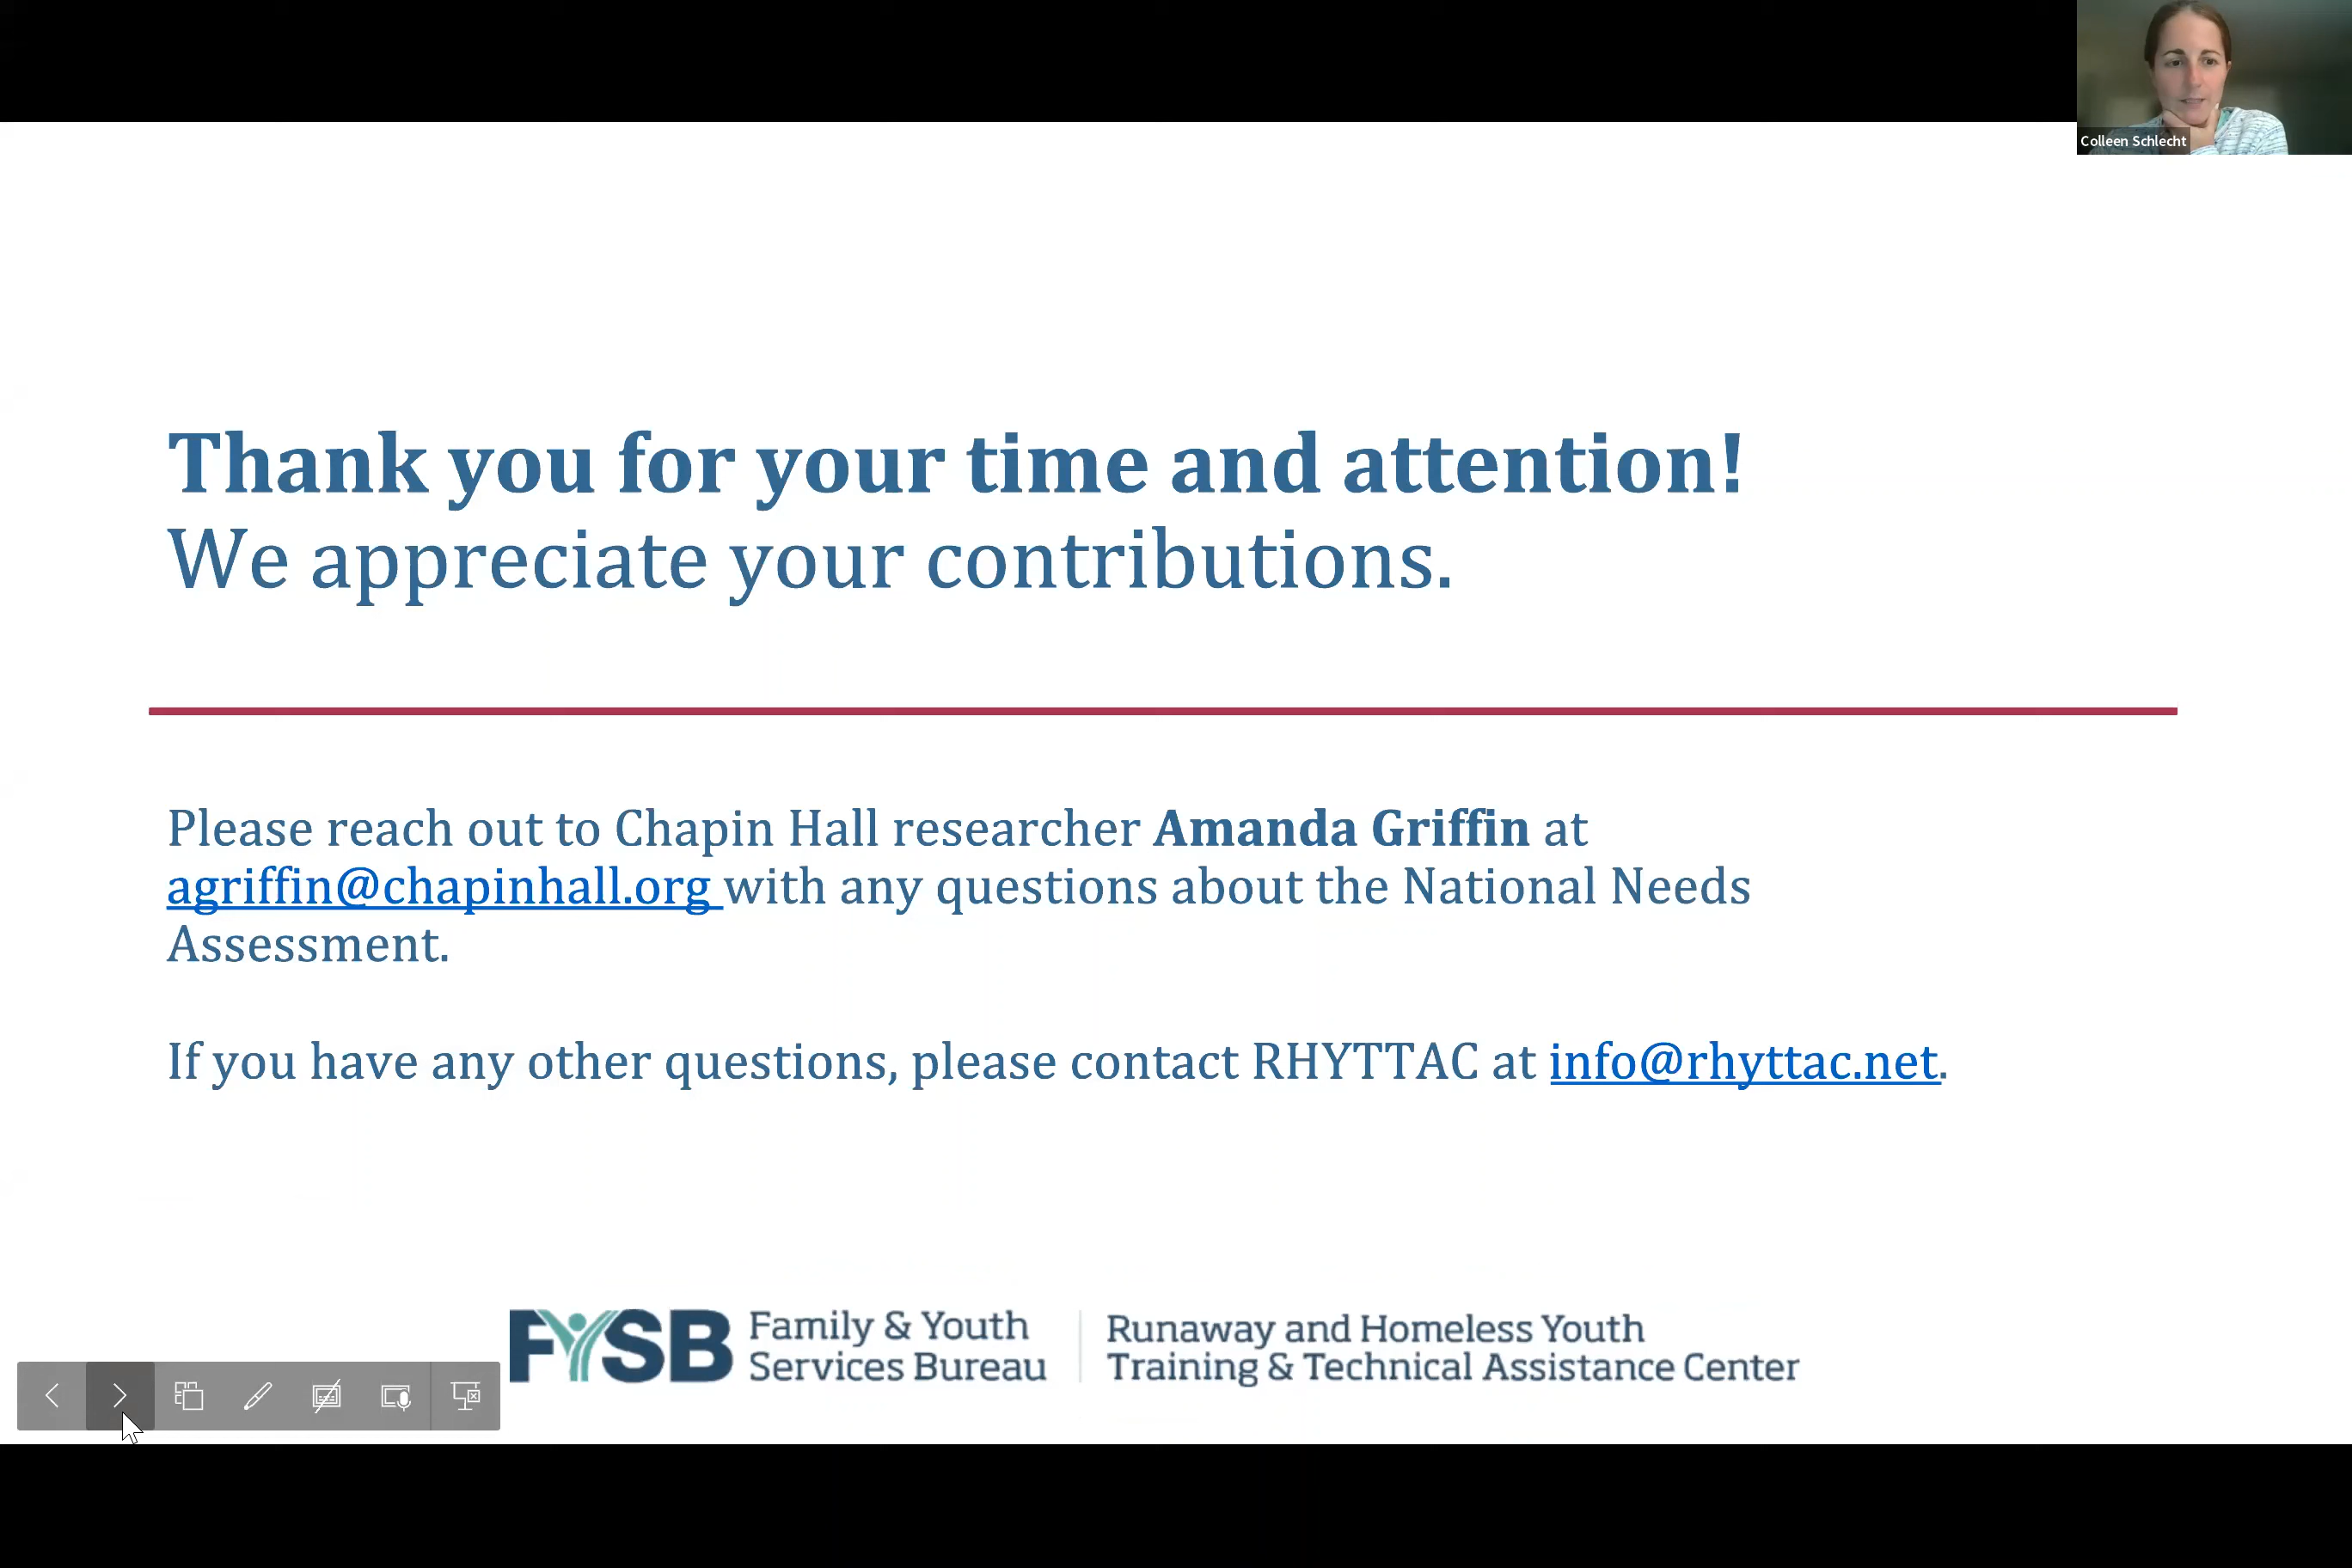 Colleen Schlecht
Thank you for your time and attention!
We appreciate your contributions.
Please reach out to Chapin Hall researcher Amanda Griffin at
agriffin@chapinhall.org with any questions about the National Needs
Assessment.
If you have any other questions, please contact RHYTTAC at info@rhyttac.net.
FYSB
Family & Youth
Services Bureau
Runaway and Homeless Youth
Training & Technical Assistance Center